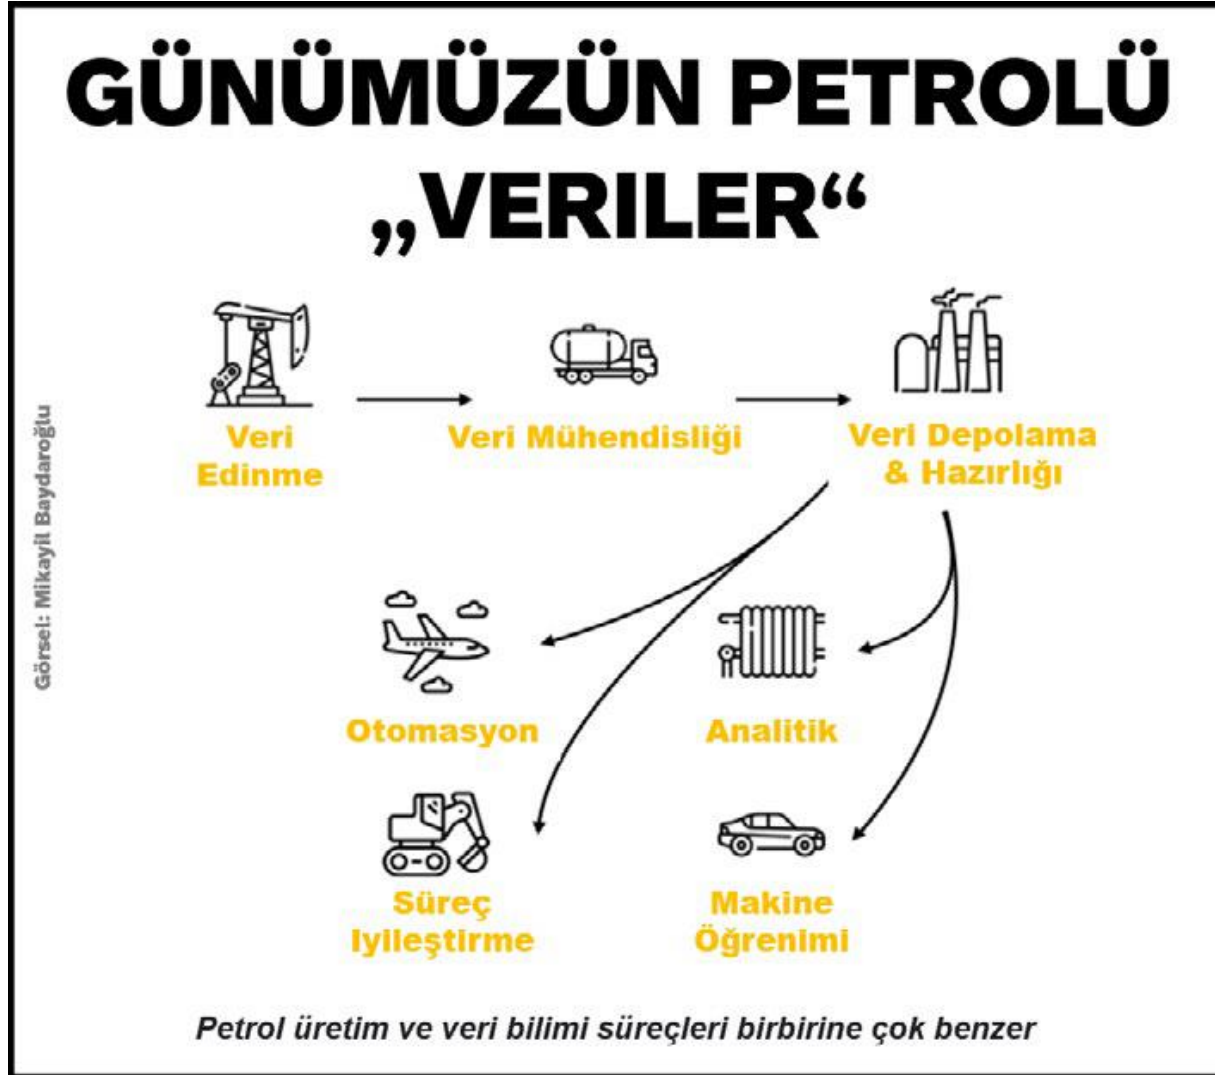 GÜNÜMÜZÜN PETROLÜ
„VERILER“
Görsel: Mikayil Baydaroğlu
Veri
Edinme
Veri Mühendisliği
Veri Depolama
& Hazırlığı
Otomasyon
Analitik
Süreç
Iyileştirme
Makine
Öğrenimi
Petrol üretim ve veri bilimi süreçleri birbirine çok benzer